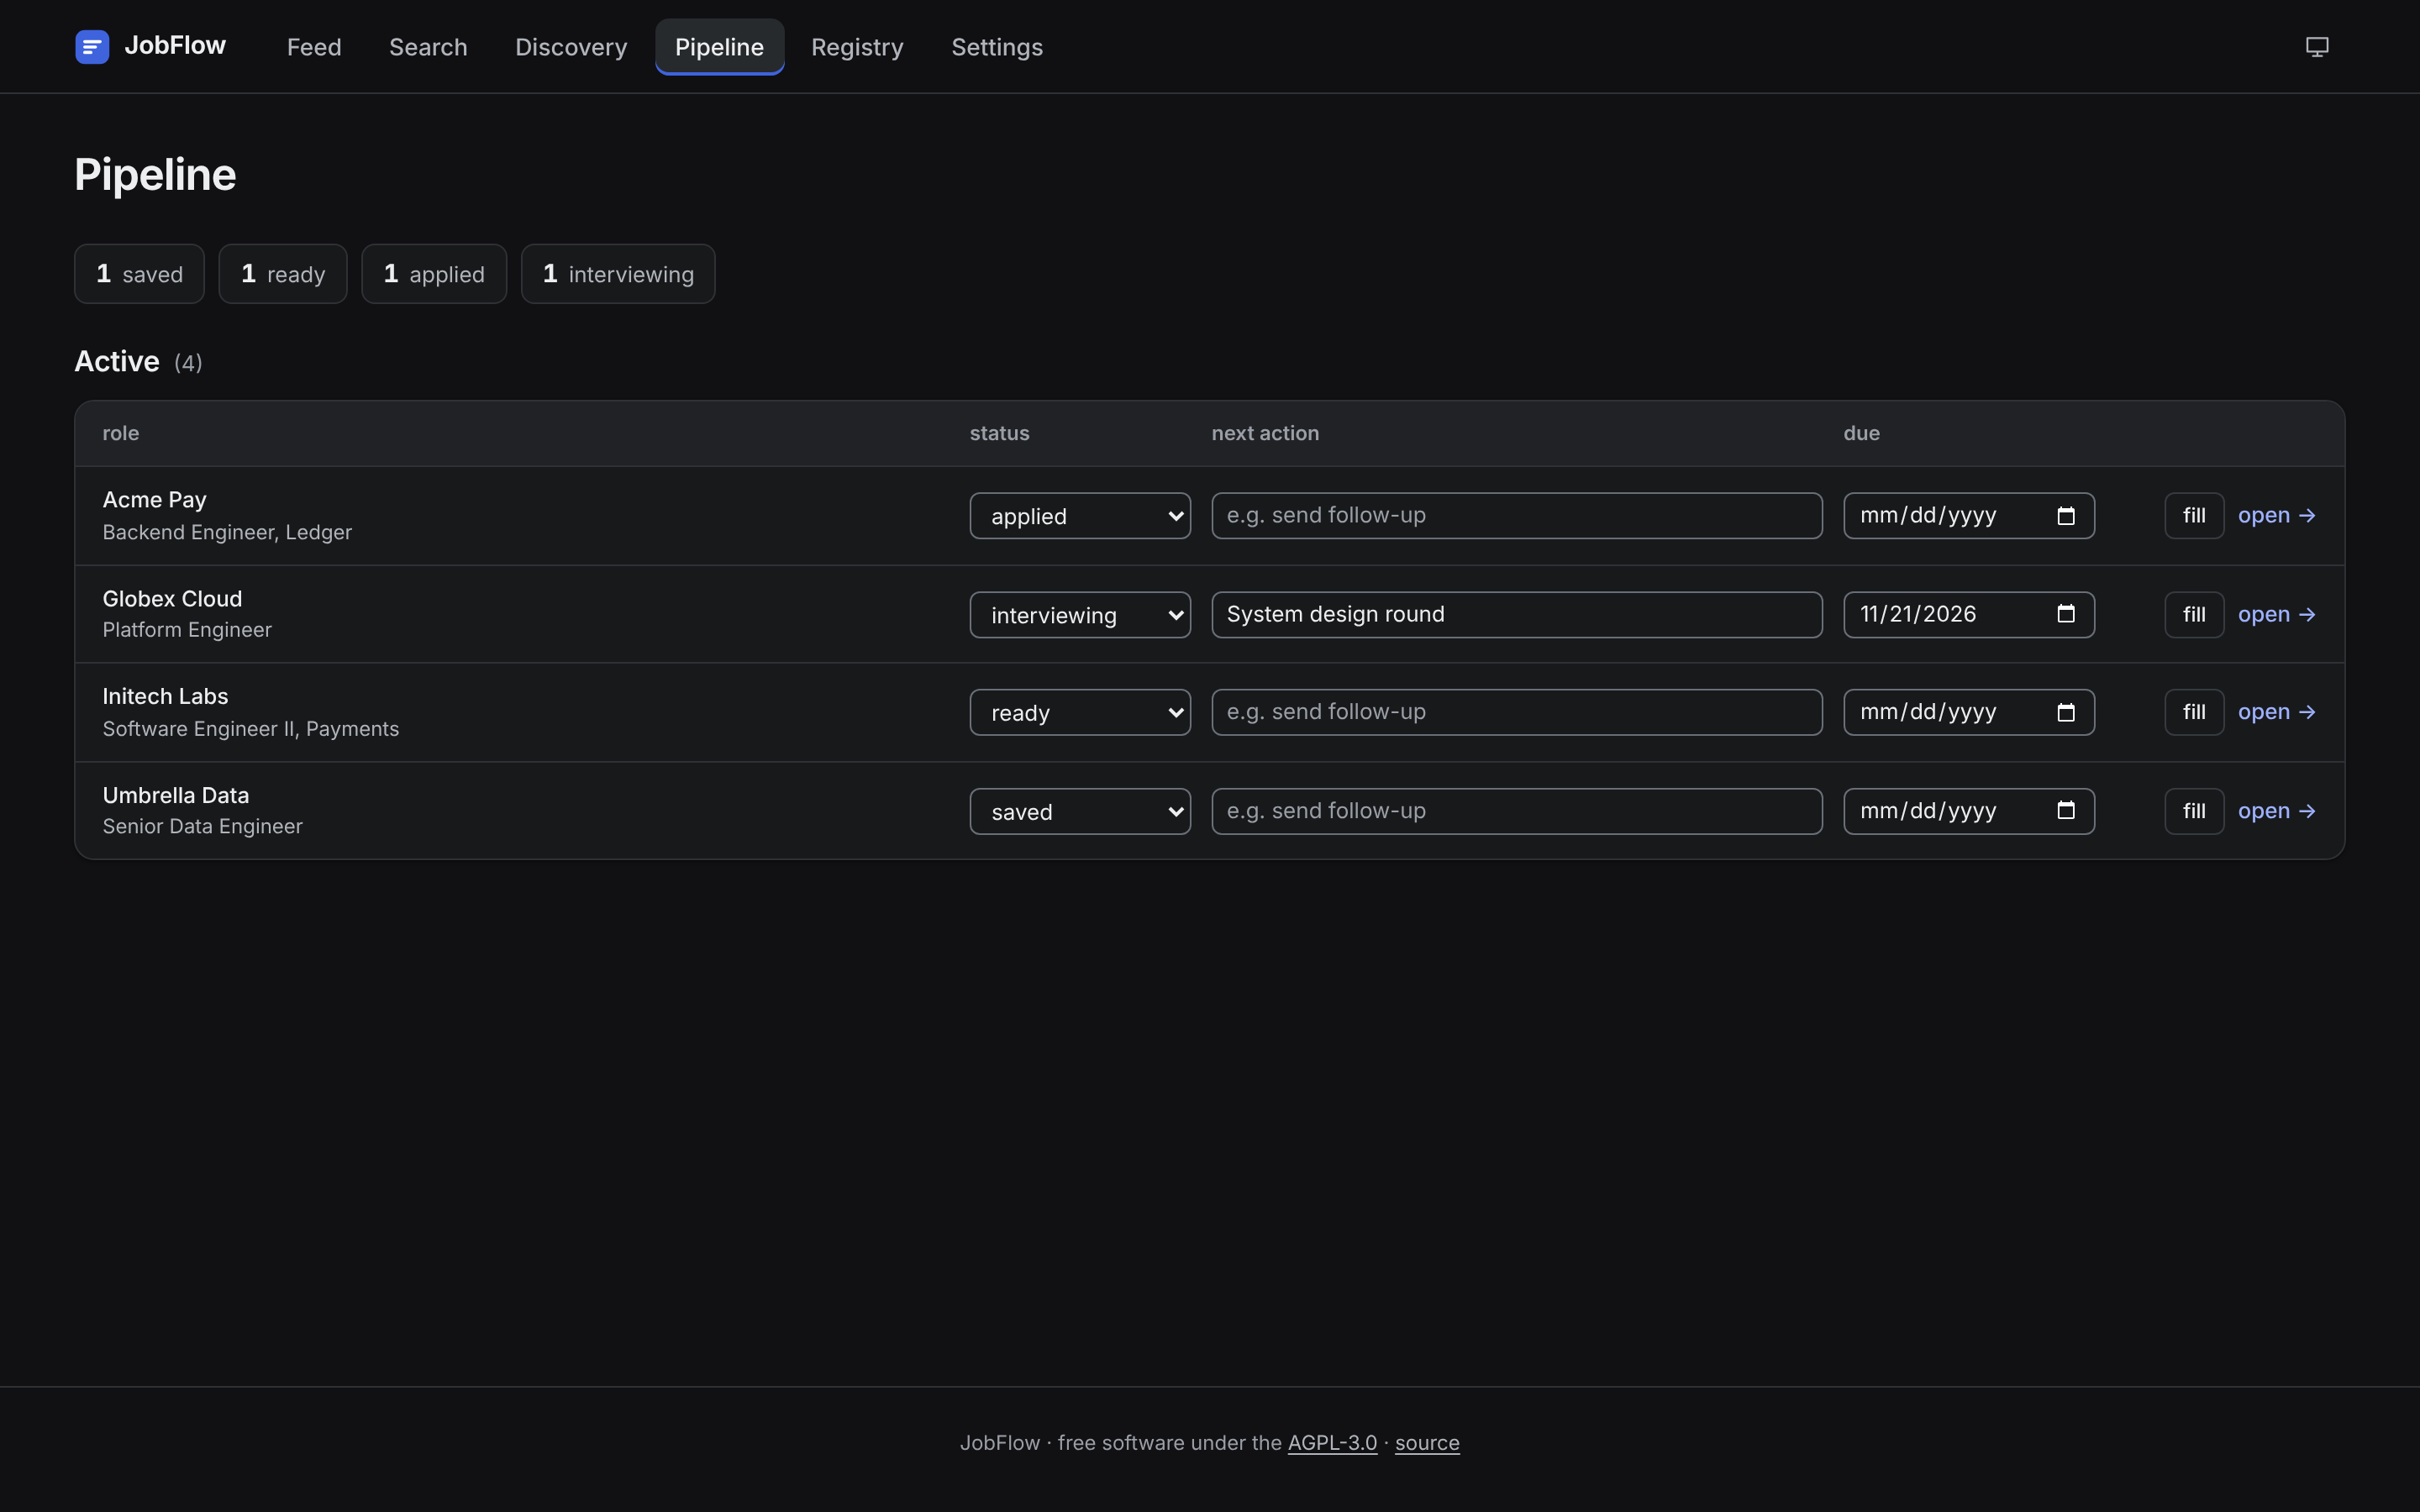 JobFlow Feed Search Discovery Pipeline Registry Settings
Pipeline
1 saved 1 ready 1 applied 1 interviewing
Active (4)
role status next action due
Acme Pay
Backend Engineer, Ledger
applied e.g. send follow-up mm/dd/yyyy fill open →
Globex Cloud
Platform Engineer
interviewing System design round 11/21/2026 fill open →
Initech Labs
Software Engineer II, Payments
ready e.g. send follow-up mm/dd/yyyy fill open →
Umbrella Data
Senior Data Engineer
saved e.g. send follow-up mm/dd/yyyy fill open →
JobFlow · free software under the AGPL-3.0 · source